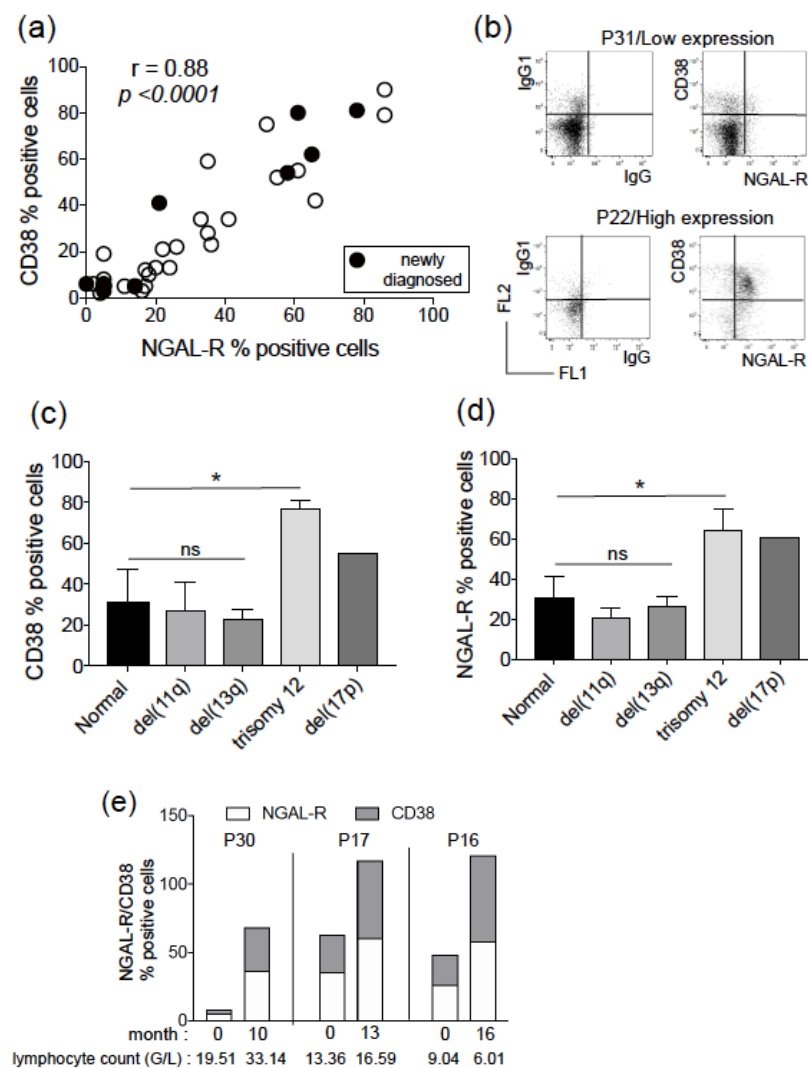 (a)
r = 0.88
p <0.0001
100
80
60
40
20
0
CD38 % positive cells
newly
diagnosed
0 20 40 60 80 100
NGAL-R % positive cells
(b)
P31/Low expression
IgG1
IgG
CD38
NGAL-R
P22/High expression
IgG1
IgG
CD38
NGAL-R
FL2
FL1
(c)
100
80
60
40
20
0
CD38 % positive cells
*
ns
Normal
del(11q)
del(13q)
trisomy 12
del(17p)
(d)
100
80
60
40
20
0
NGAL-R % positive cells
*
ns
Normal
del(11q)
del(13q)
trisomy 12
del(17p)
(e)
NGAL-R CD38
150
100
50
0
NGAL-R/CD38
% positive cells
P30 P17 P16
month : 0 10 0 13 0 16
lymphocyte count (G/L) : 19.51 33.14 13.36 16.59 9.04 6.01